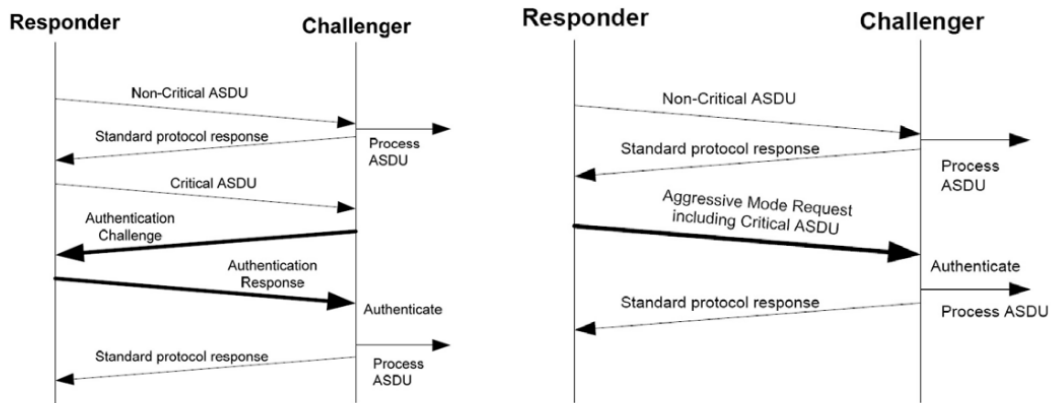 Responder
Challenger
Non-Critical ASDU
Standard protocol response
Process
ASDU
Critical ASDU
Authentication
Challenge
Authentication
Response
Authenticate
Standard protocol response
Process
ASDU
Responder
Challenger
Non-Critical ASDU
Standard protocol response
Process
ASDU
Aggressive Mode Request
including Critical ASDU
Authenticate
Standard protocol response
Process ASDU